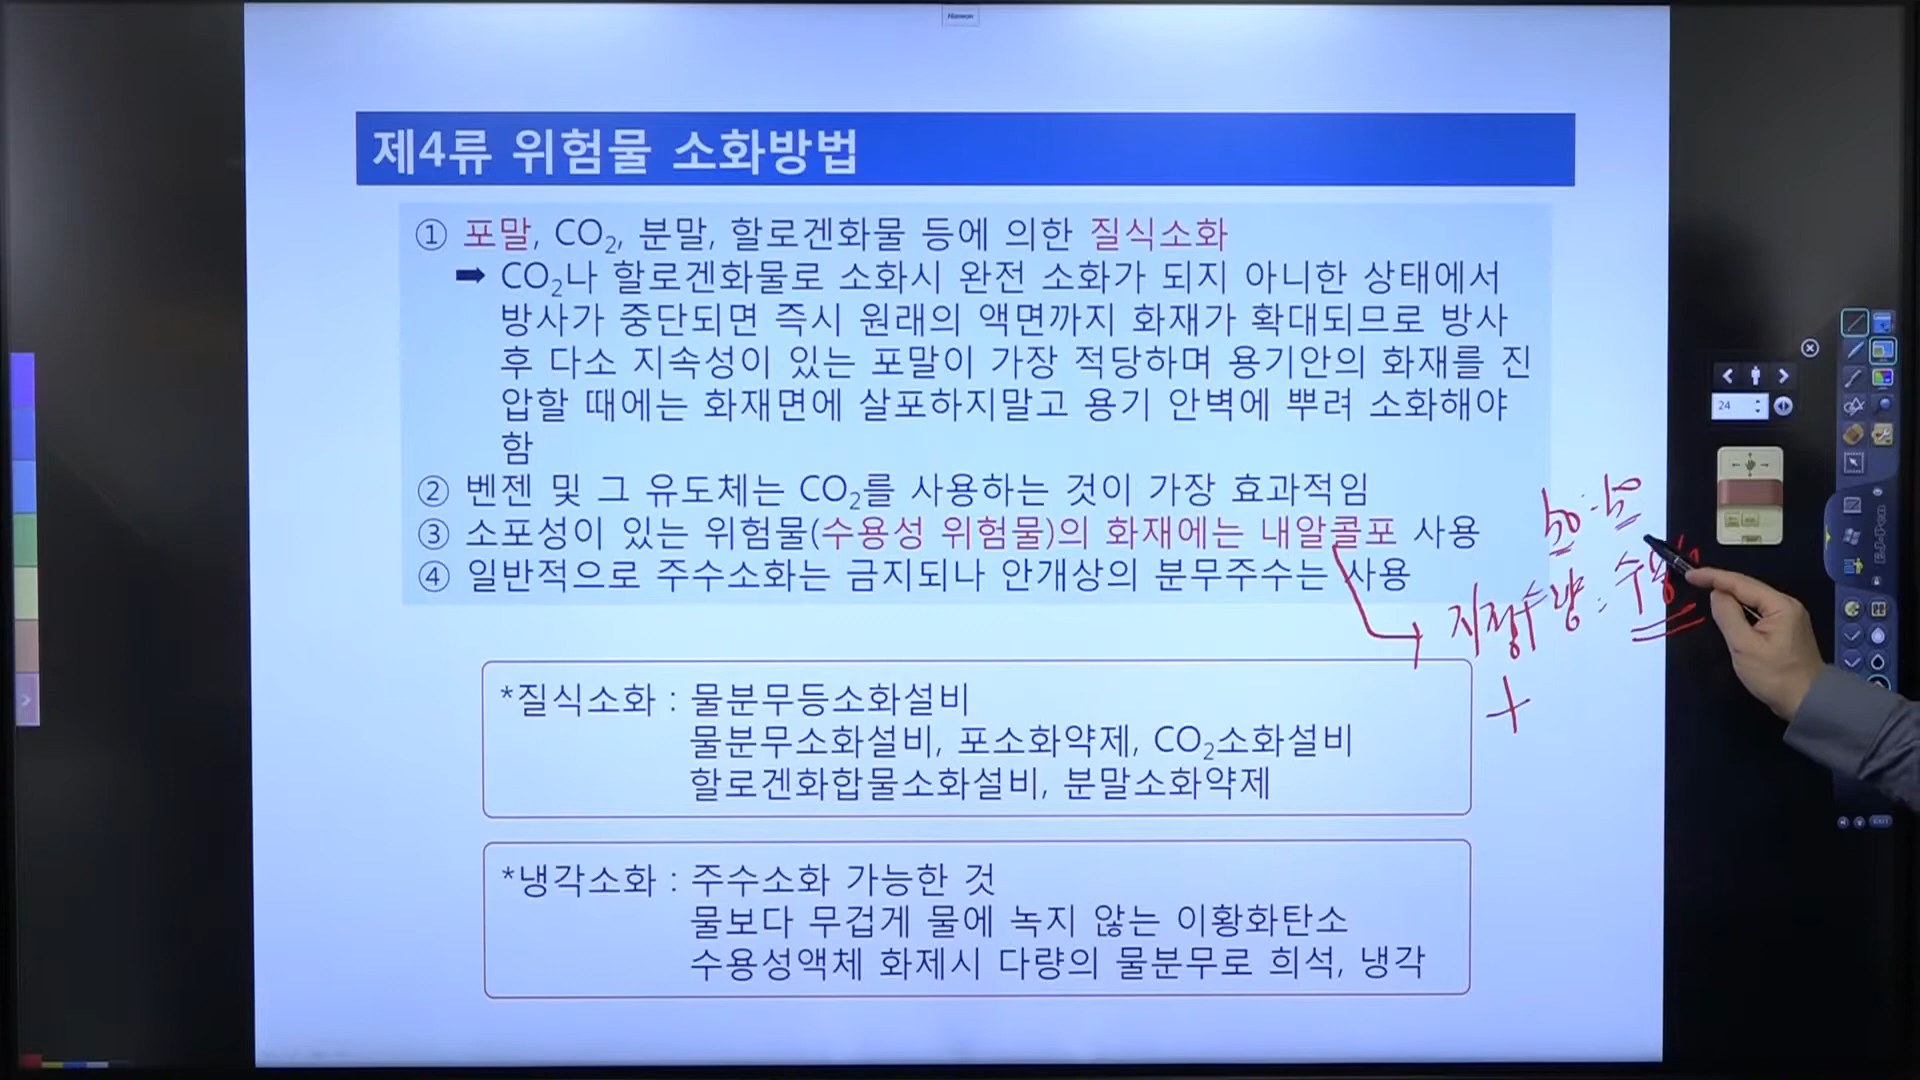 Hanwon
제4류 위험물 소화방법
① 포말, CO₂, 분말, 할로겐화물 등에 의한 질식소화
➡ CO₂나 할로겐화물로 소화시 완전 소화가 되지 아니한 상태에서
방사가 중단되면 즉시 원래의 액면까지 화재가 확대되므로 방사
후 다소 지속성이 있는 포말이 가장 적당하며 용기안의 화재를 진
압할 때에는 화재면에 살포하지말고 용기 안벽에 뿌려 소화해야
함
② 벤젠 및 그 유도체는 CO₂를 사용하는 것이 가장 효과적임
③ 소포성이 있는 위험물(수용성 위험물)의 화재에는 내알콜포 사용
④ 일반적으로 주수소화는 금지되나 안개상의 분무주수는 사용
50:50
지정수량: 수용
+
*질식소화 : 물분무등소화설비
물분무소화설비, 포소화약제, CO₂소화설비
할로겐화합물소화설비, 분말소화약제
*냉각소화 : 주수소화 가능한 것
물보다 무겁게 물에 녹지 않는 이황화탄소
수용성액체 화제시 다량의 물분무로 희석, 냉각
24